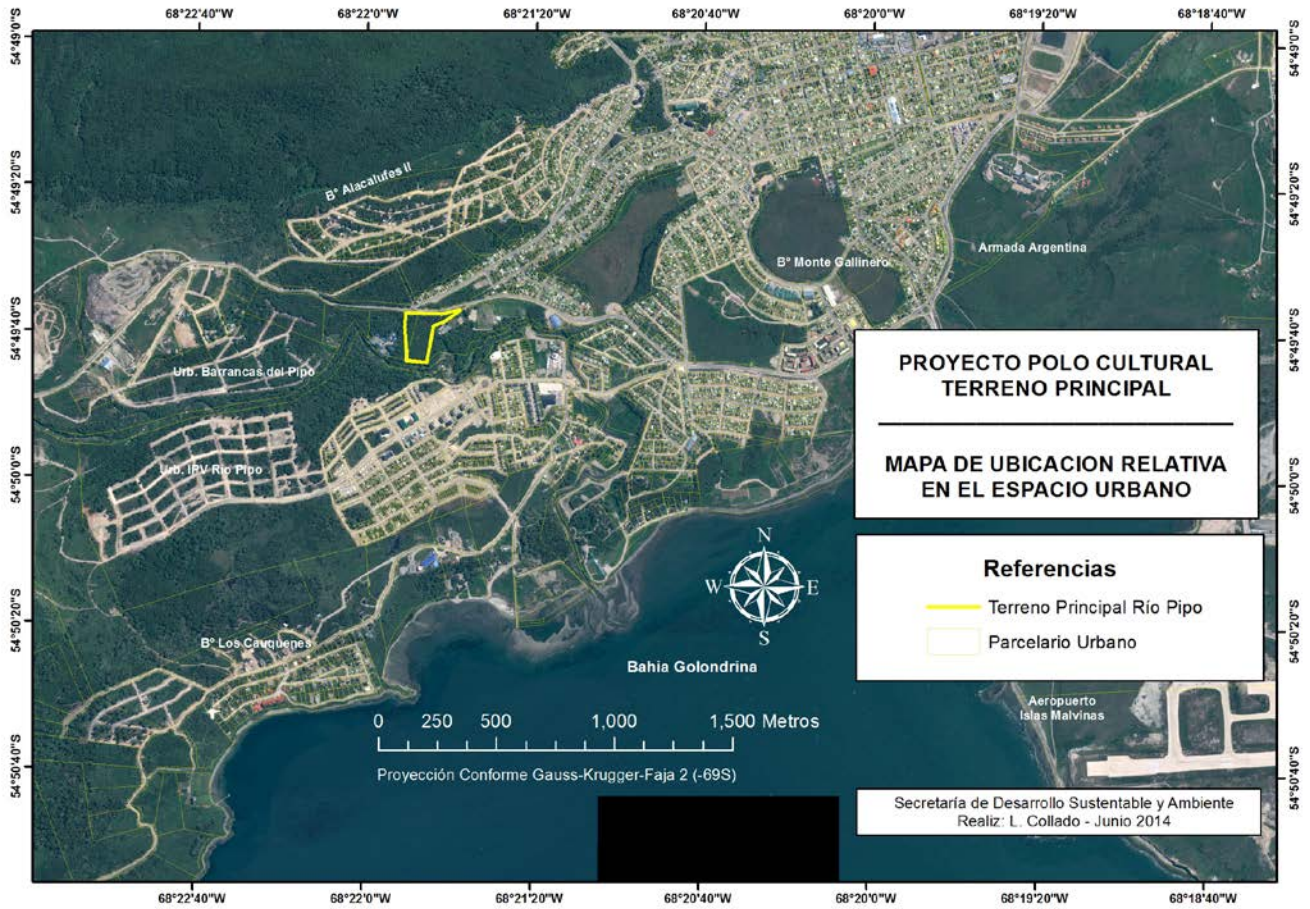 68°22'40"W 68°22'0"W 68°21'20"W 68°20'40"W 68°20'0"W 68°19'20"W 68°18'40"W
54°49'0"S
54°49'0"S
54°49'20"S
54°49'20"S
B° Alacalufes II
Armada Argentina
B° Monte Gallinero
54°49'40"S
54°49'40"S
Urb. Barrancas del Pipo
PROYECTO POLO CULTURAL
TERRENO PRINCIPAL
MAPA DE UBICACION RELATIVA
EN EL ESPACIO URBANO
Urb. IPV Rio Pipo
54°50'0"S
54°50'0"S
N
W E
S
Referencias
Terreno Principal Río Pipo
Parcelario Urbano
54°50'20"S
54°50'20"S
B° Los Cauquenes
Bahia Golondrina
Aeropuerto
Islas Malvinas
0 250 500 1,000 1,500 Metros
Proyección Conforme Gauss-Krugger-Faja 2 (-69S)
54°50'40"S
54°50'40"S
Secretaría de Desarrollo Sustentable y Ambiente
Realiz: L. Collado - Junio 2014
68°22'40"W 68°22'0"W 68°21'20"W 68°20'40"W 68°20'0"W 68°19'20"W 68°18'40"W